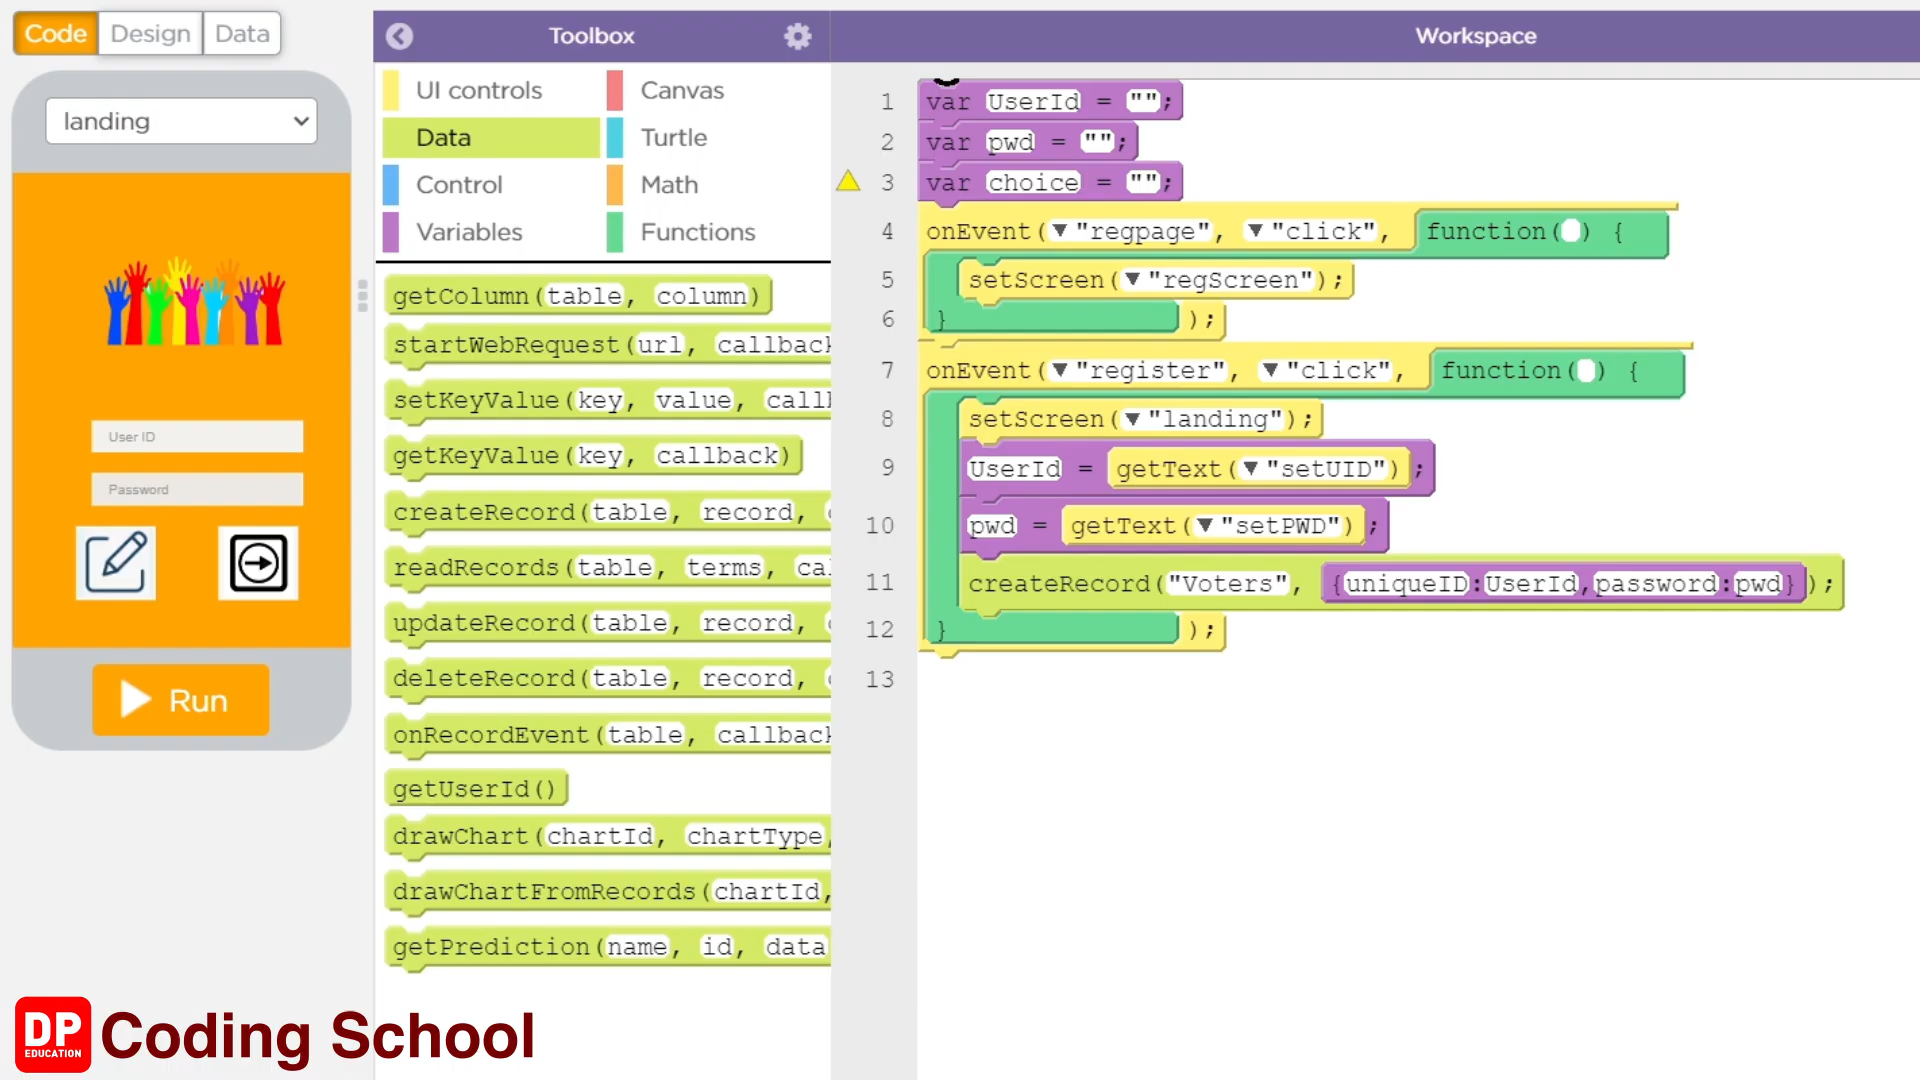 Code Design Data
Toolbox
Workspace
landing
User ID
Password
Run
UI controls
Canvas
Data
Turtle
Control
Math
Variables
Functions
getColumn(table, column)
startWebRequest(url, callback
setKeyValue(key, value, call
getKeyValue(key, callback)
createRecord(table, record,
readRecords(table, terms, ca
updateRecord(table, record,
deleteRecord(table, record,
onRecordEvent(table, callback
getUserId()
drawChart(chartId, chartType,
drawChartFromRecords(chartId,
getPrediction(name, id, data
1 var UserId = "";
2 var pwd = "";
3 var choice = "";
4 onEvent(▼"regpage", ▼"click", function( ) {
5 setScreen(▼"regScreen");
6 } );
7 onEvent(▼"register", ▼"click", function( ) {
8 setScreen(▼"landing");
9 UserId = getText(▼"setUID");
10 pwd = getText(▼"setPWD");
11 createRecord("Voters", {uniqueID:UserId,password:pwd});
12 } );
13
DP
EDUCATION
Coding School